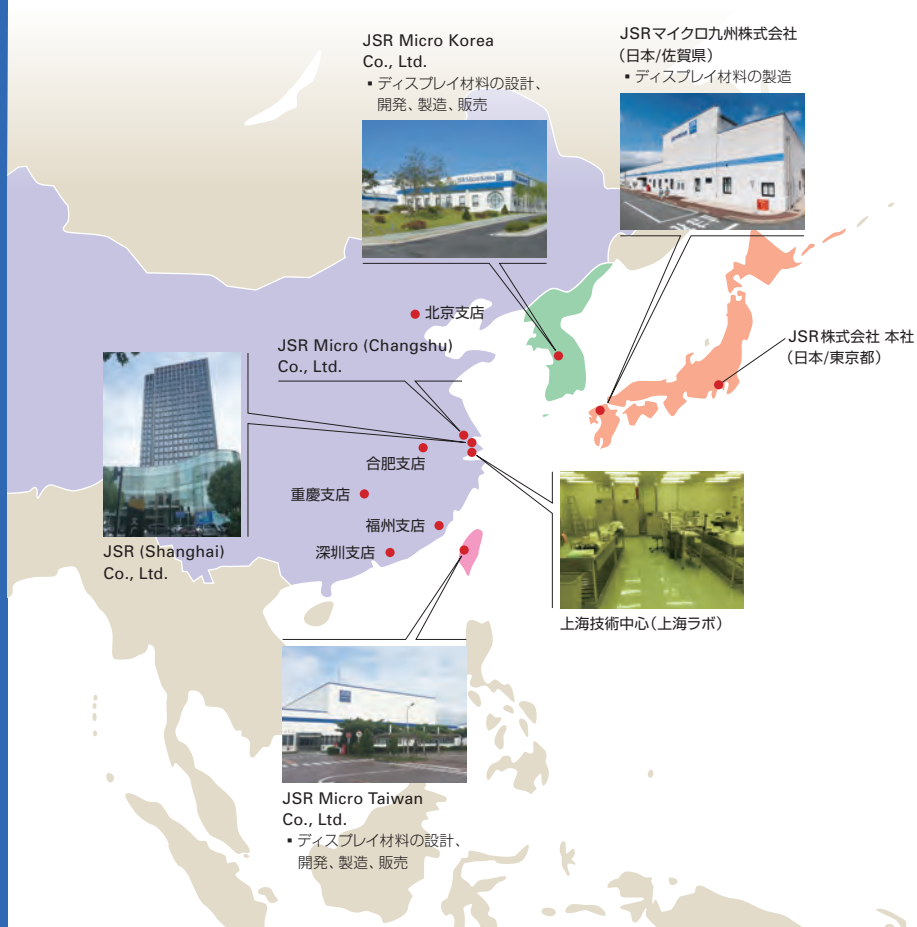 JSR Micro Korea
Co., Ltd.
▪ ディスプレイ材料の設計、
開発、製造、販売
JSRマイクロ九州株式会社
（日本/佐賀県）
▪ ディスプレイ材料の製造
北京支店
JSR Micro (Changshu)
Co., Ltd.
JSR株式会社 本社
（日本/東京都）
合肥支店
重慶支店
福州支店
深圳支店
JSR (Shanghai)
Co., Ltd.
上海技術中心（上海ラボ）
JSR Micro Taiwan
Co., Ltd.
▪ ディスプレイ材料の設計、
開発、製造、販売